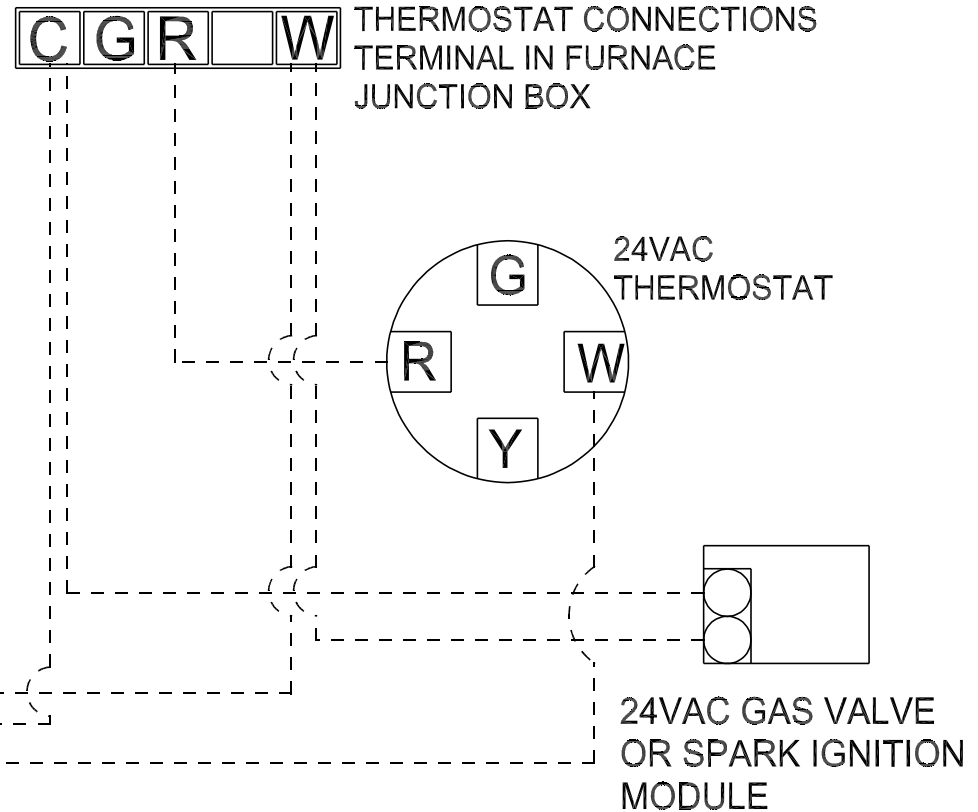 C G R W
THERMOSTAT CONNECTIONS
TERMINAL IN FURNACE
JUNCTION BOX
24VAC
THERMOSTAT
G
R W
Y
24VAC GAS VALVE
OR SPARK IGNITION
MODULE